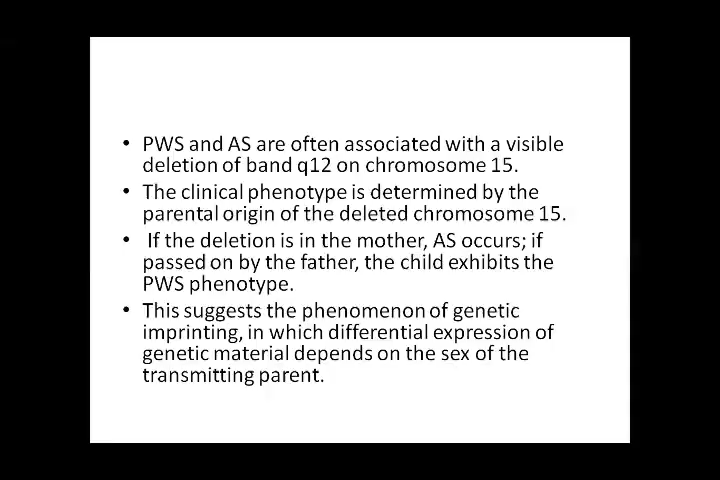 • PWS and AS are often associated with a visible
deletion of band q12 on chromosome 15.
• The clinical phenotype is determined by the
parental origin of the deleted chromosome 15.
• If the deletion is in the mother, AS occurs; if
passed on by the father, the child exhibits the
PWS phenotype.
• This suggests the phenomenon of genetic
imprinting, in which differential expression of
genetic material depends on the sex of the
transmitting parent.